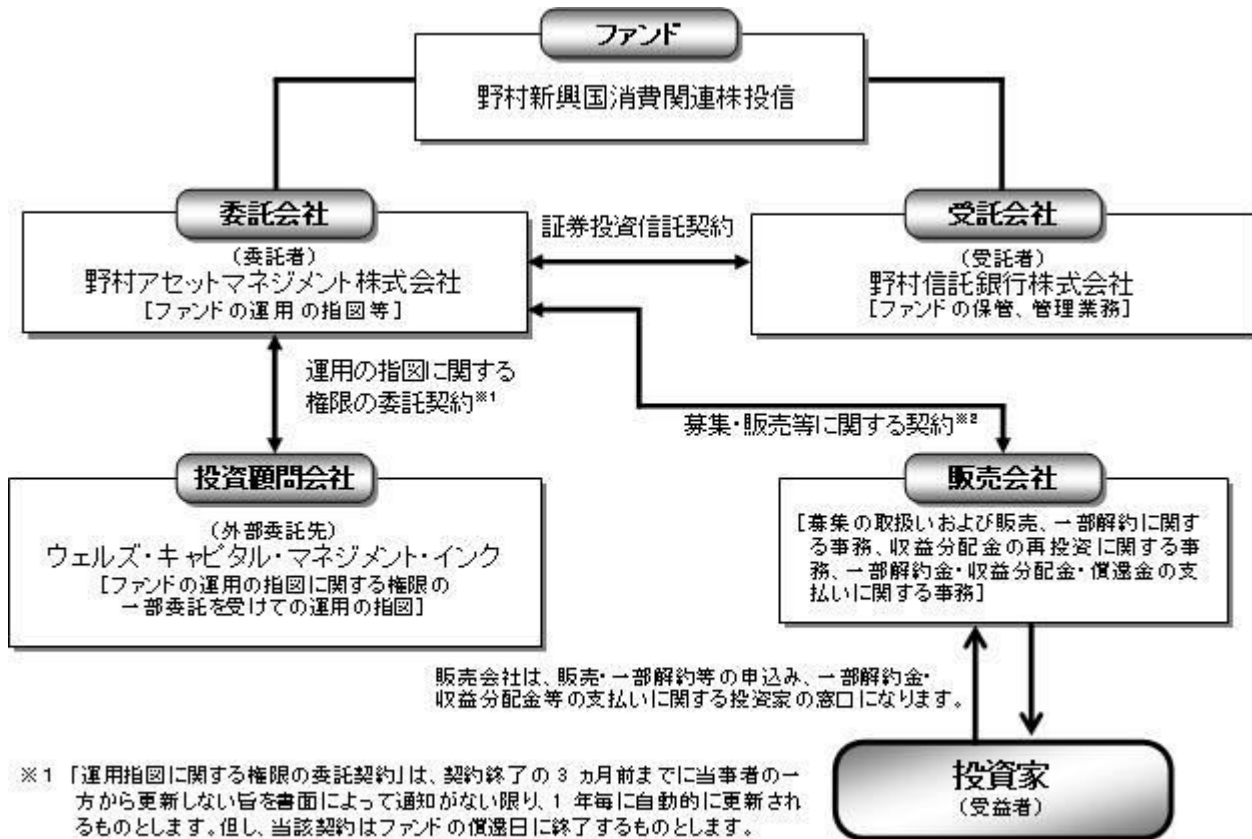 ファンド
野村新興国消費関連株投信
委託会社
(委託者)
野村アセットマネジメント株式会社
[ファンドの運用の指図等]
証券投資信託契約
受託会社
(受託者)
野村信託銀行株式会社
[ファンドの保管、管理業務]
運用の指図に関する
権限の委託契約※1
募集・販売等に関する契約※2
投資顧問会社
(外部委託先)
ウェルズ・キャピタル・マネジメント・インク
[ファンドの運用の指図に関する権限の
一部委託を受けての運用の指図]
販売会社
[募集の取扱いおよび販売、一部解約に関す
る事務、収益分配金の再投資に関する事
務、一部解約金・収益分配金・償還金の支
払いに関する事務]
販売会社は、販売・一部解約等の申込み、一部解約金・
収益分配金等の支払いに関する投資家の窓口になります。
投資家
(受益者)
※1 「運用指図に関する権限の委託契約」は、契約終了の3ヵ月前までに当事者の一
方から更新しない旨を書面によって通知がない限り、1年毎に自動的に更新され
るものとします。但し、当該契約はファンドの償還日に終了するものとします。